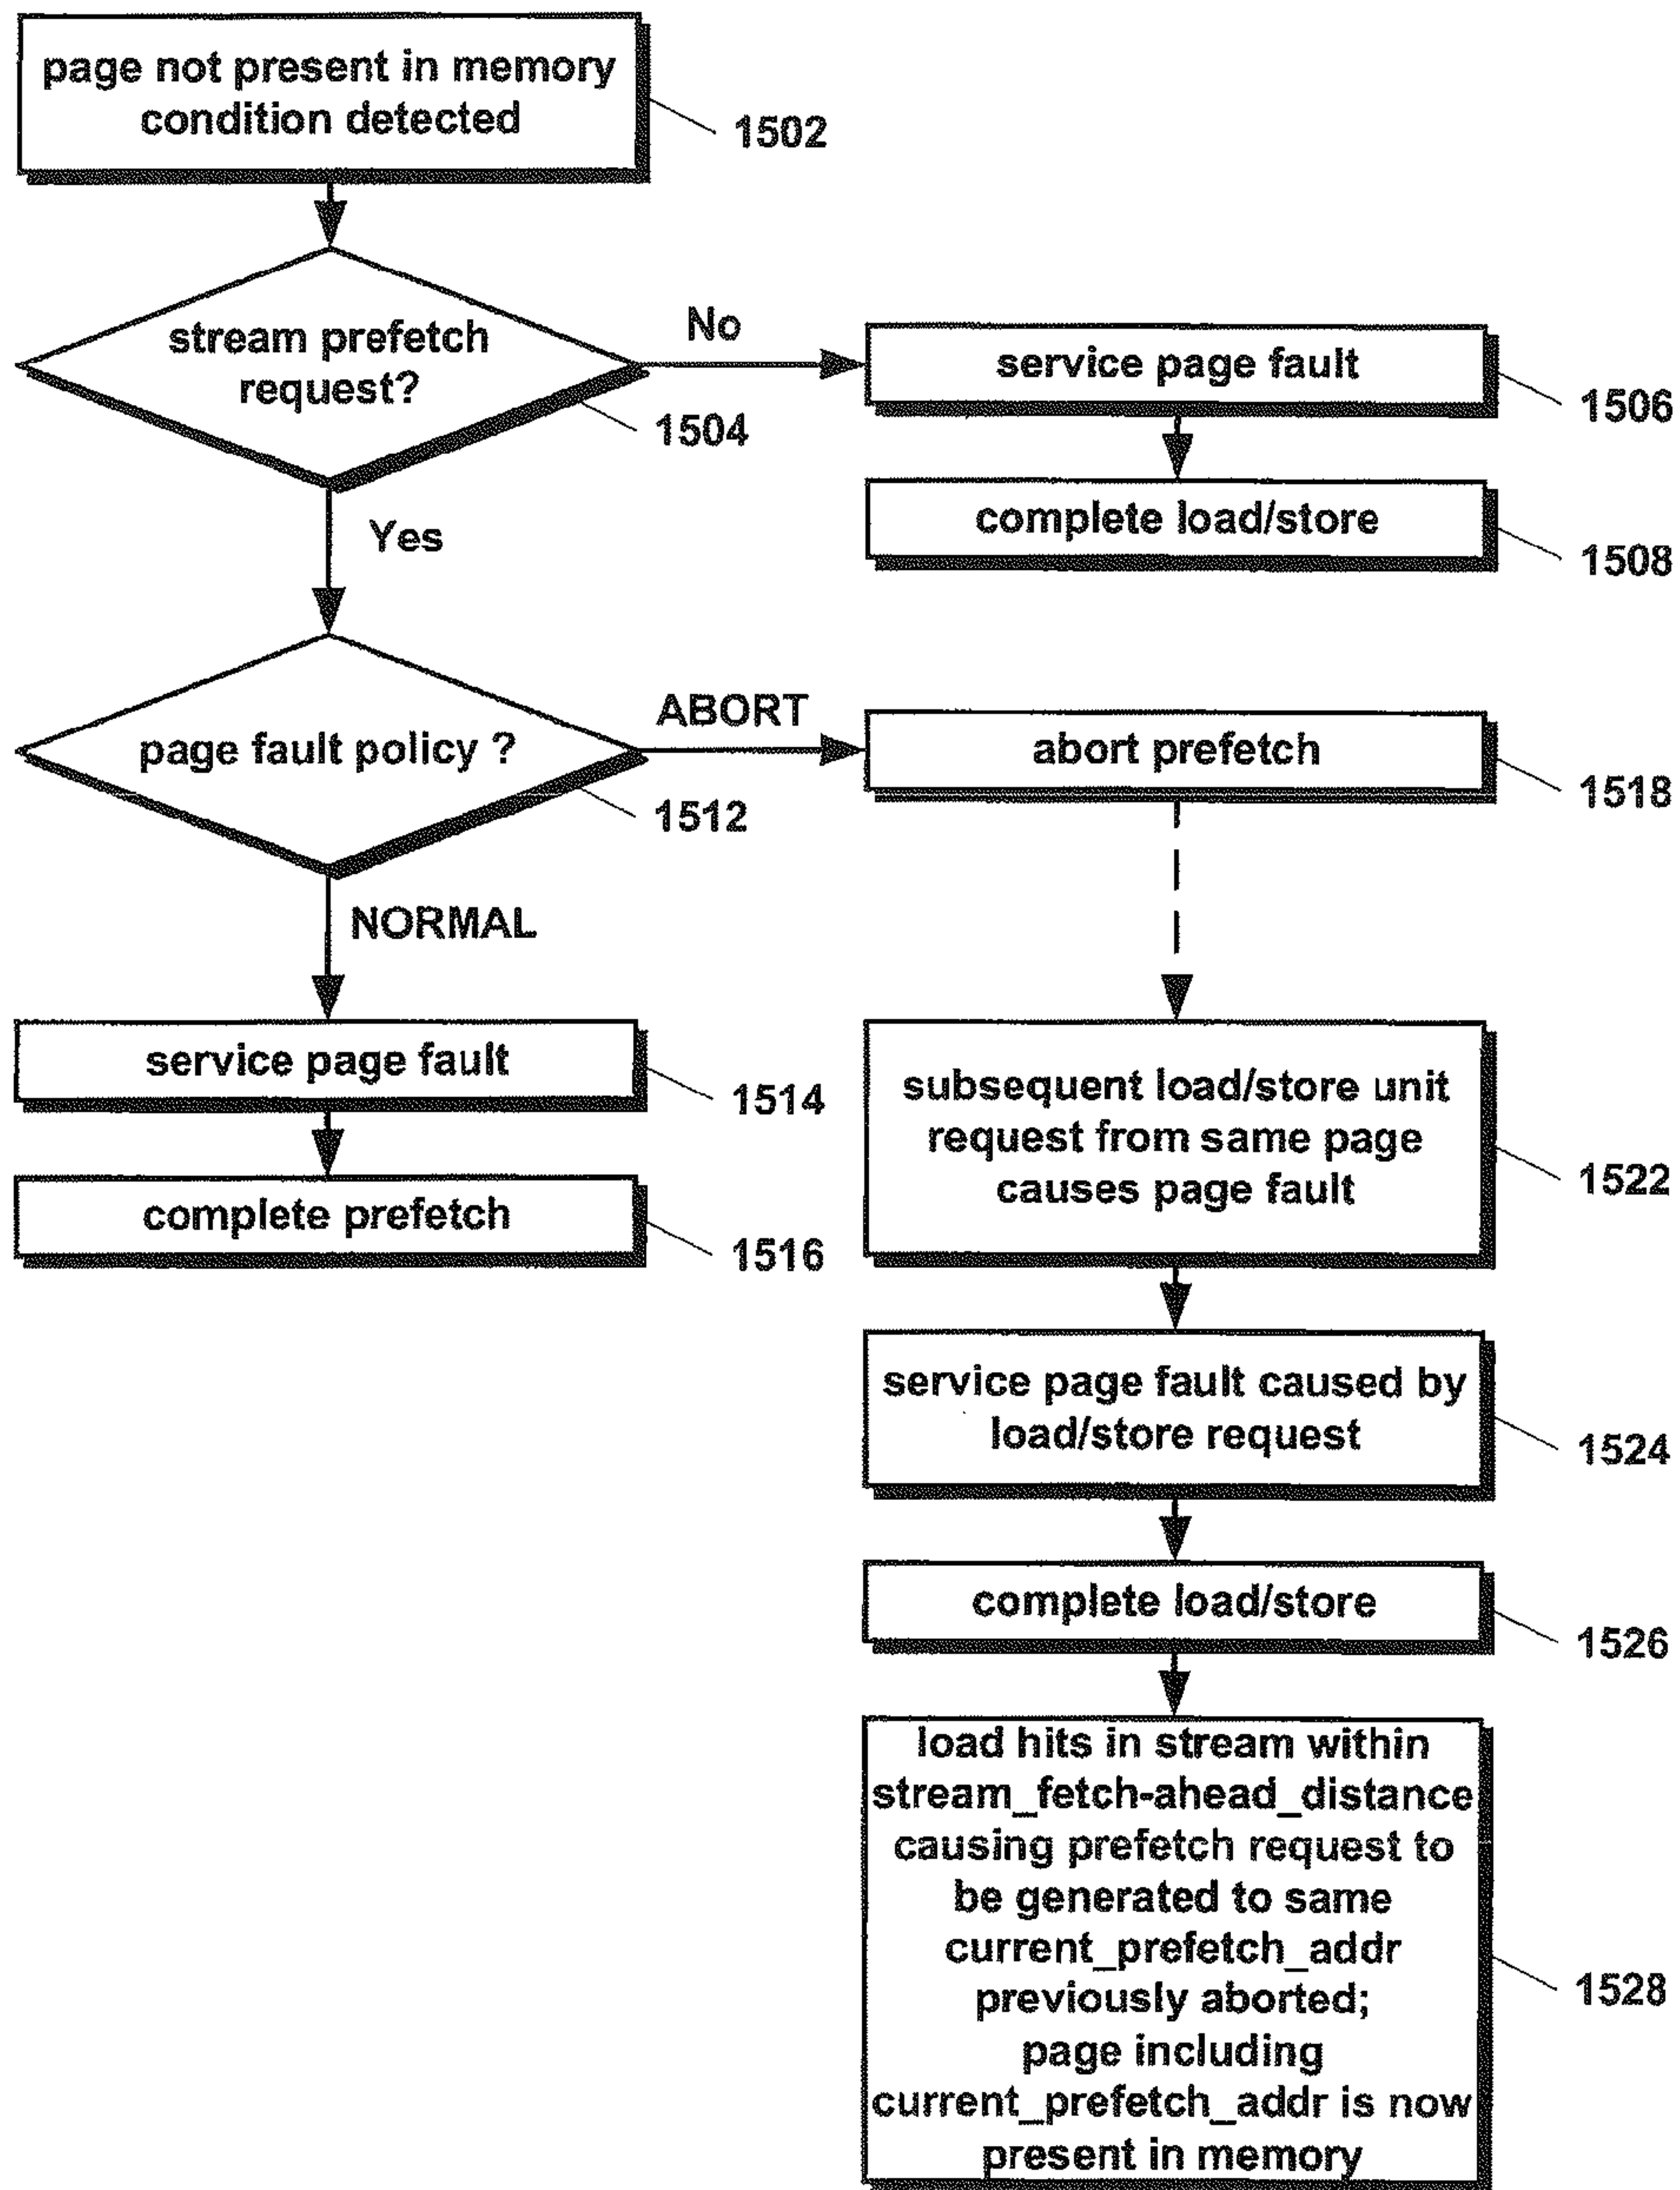 page not present in memory
condition detected
1502
stream prefetch
request?
1504
No
service page fault
1506
complete load/store
1508
Yes
page fault policy ?
1512
ABORT
abort prefetch
1518
NORMAL
service page fault
1514
complete prefetch
1516
subsequent load/store unit
request from same page
causes page fault
1522
service page fault caused by
load/store request
1524
complete load/store
1526
load hits in stream within
stream_fetch-ahead_distance
causing prefetch request to
be generated to same
current_prefetch_addr
previously aborted;
page including
current_prefetch_addr is now
present in memory
1528